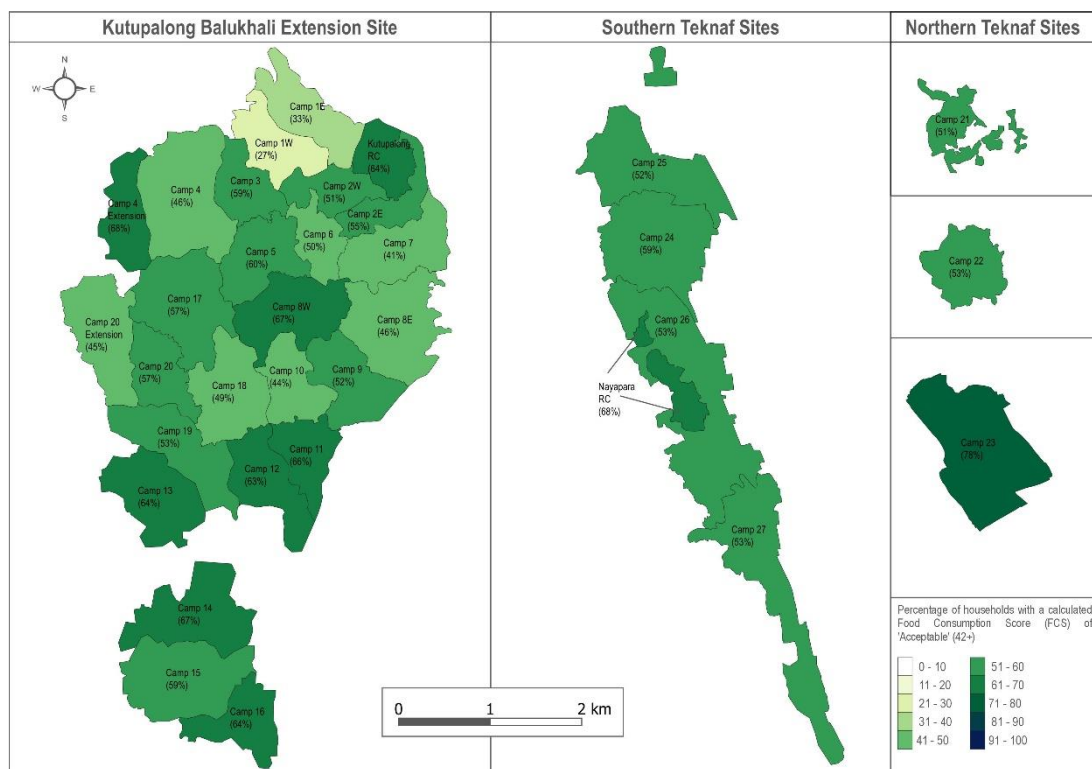 Kutupalong Balukhali Extension Site
Southern Teknaf Sites
Northern Teknaf Sites
N
W
E
S
Camp 1E
(33%)
Camp 1W
(27%)
Kutupalong
RC
(64%)
Camp 3
(59%)
Camp 4
(46%)
Camp 2W
(51%)
Camp 4
Extension
(68%)
Camp 2E
(55%)
Camp 6
(50%)
Camp 7
(41%)
Camp 5
(60%)
Camp 17
(57%)
Camp 8W
(67%)
Camp 8E
(46%)
Camp 20
Extension
(45%)
Camp 20
(57%)
Camp 18
(49%)
Camp 10
(44%)
Camp 9
(52%)
Camp 19
(53%)
Camp 11
(66%)
Camp 12
(63%)
Camp 13
(64%)
Camp 14
(67%)
Camp 15
(59%)
Camp 16
(64%)
Camp 25
(52%)
Camp 24
(59%)
Camp 26
(53%)
Nayapara
RC
(68%)
Camp 27
(53%)
0 1 2 km
Camp 21
(51%)
Camp 22
(53%)
Camp 23
(78%)
Percentage of households with a calculated
Food Consumption Score (FCS) of
'Acceptable' (42+)
0 - 10
11 - 20
21 - 30
31 - 40
41 - 50
51 - 60
61 - 70
71 - 80
81 - 90
91 - 100